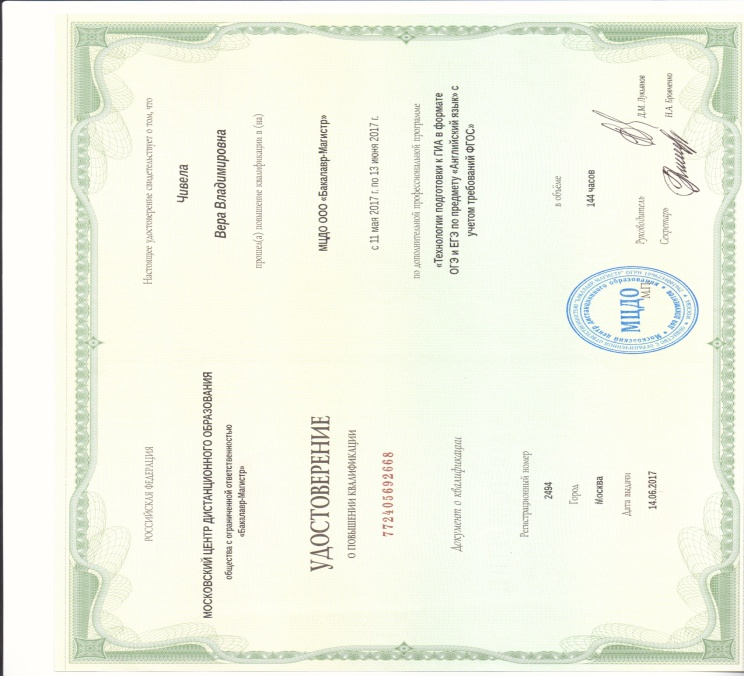 РОССИЙСКАЯ ФЕДЕРАЦИЯ
МОСКОВСКИЙ ЦЕНТР ДИСТАНЦИОННОГО ОБРАЗОВАНИЯ
общества с ограниченной ответственностью
«Бакалавр-Магистр»
УДОСТОВЕРЕНИЕ
О ПОВЫШЕНИИ КВАЛИФИКАЦИИ
772405692668
Документ о квалификации
Регистрационный номер
2494
Город
Москва
Дата выдачи
14.06.2017
Настоящее удостоверение свидетельствует о том, что
Чивела
Вера Владимировна
прошел(а) повышение квалификации в (на)
МЦДО ООО «Бакалавр-Магистр»
с 11 мая 2017 г. по 13 июня 2017 г.
по дополнительной профессиональной программе
«Технологии подготовки к ГИА в формате
ОГЭ и ЕГЭ по предмету «Английский язык» с
учетом требований ФГОС»
в объёме
144 часов
Руководитель Д.М. Лукьянов
Секретарь Н.А. Бровченко
М.П.
МЦДО